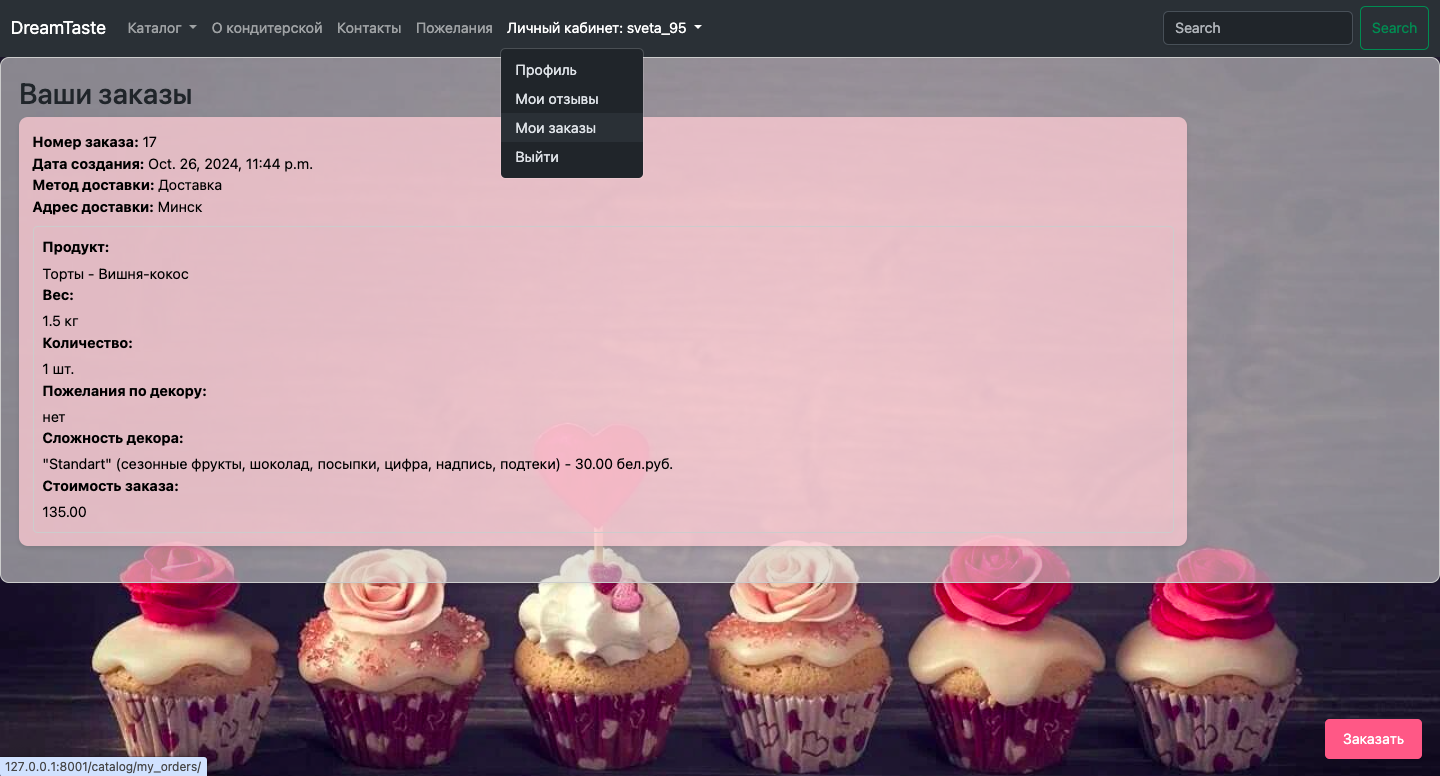 DreamTaste Каталог О кондитерской Контакты Пожелания Личный кабинет: sveta_95 Search Search
Профиль
Мои отзывы
Мои заказы
Выйти
Ваши заказы
Номер заказа: 17
Дата создания: Oct. 26, 2024, 11:44 p.m.
Метод доставки: Доставка
Адрес доставки: Минск
Продукт:
Торты - Вишня-кокос
Вес:
1.5 кг
Количество:
1 шт.
Пожелания по декору:
нет
Сложность декора:
"Standart" (сезонные фрукты, шоколад, посыпки, цифра, надпись, подтеки) - 30.00 бел.руб.
Стоимость заказа:
135.00
Заказать
127.0.0.1:8001/catalog/my_orders/